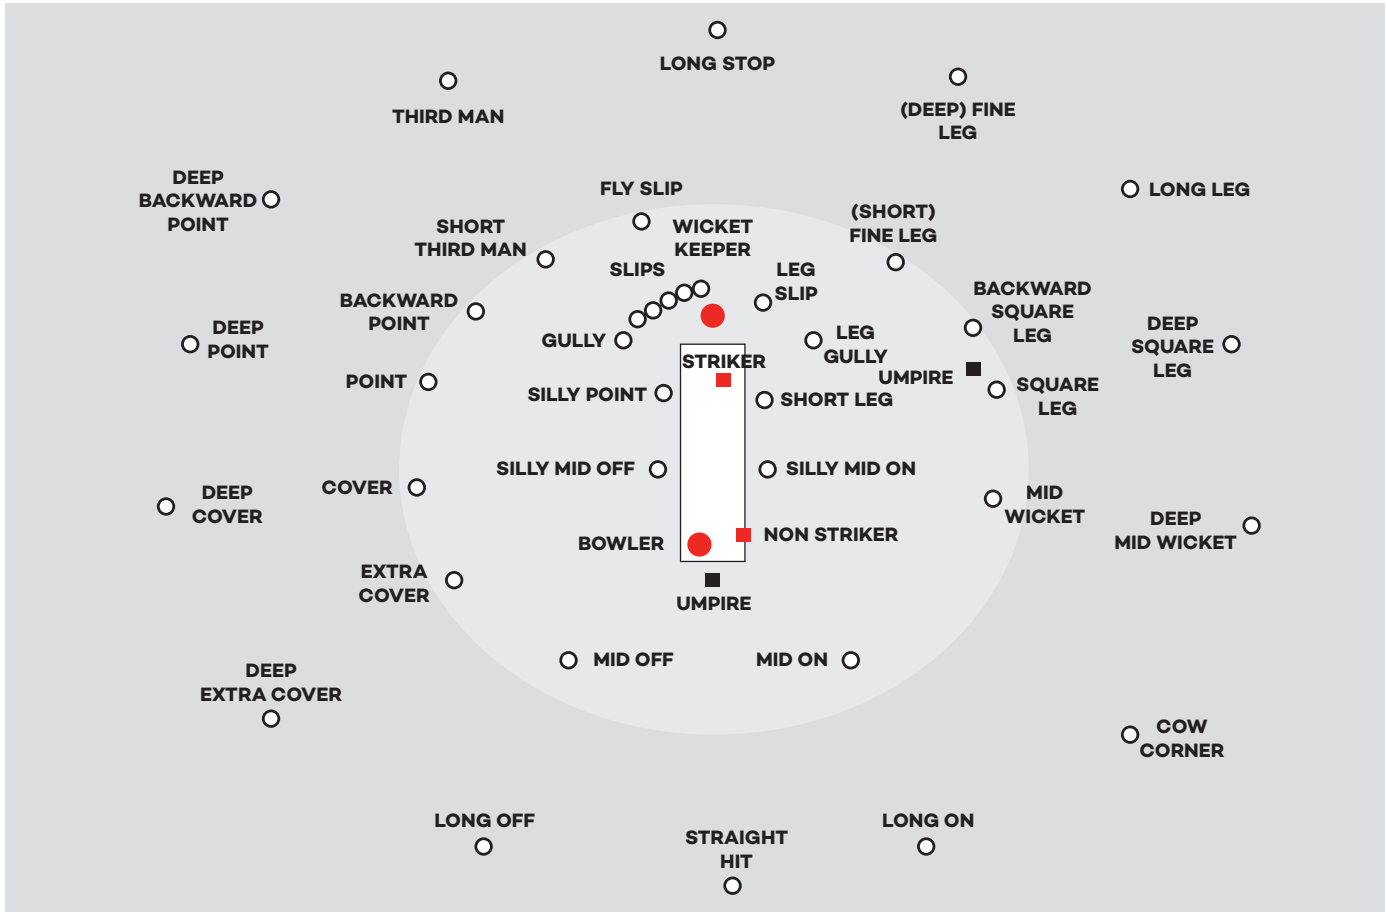 LONG STOP
THIRD MAN
(DEEP) FINE
LEG
DEEP
BACKWARD
POINT
FLY SLIP
LONG LEG
SHORT
THIRD MAN
WICKET
KEEPER
(SHORT)
FINE LEG
SLIPS
LEG
SLIP
BACKWARD
POINT
BACKWARD
SQUARE
LEG
DEEP
POINT
GULLY
LEG
GULLY
DEEP
SQUARE
LEG
STRIKER
UMPIRE
POINT
SILLY POINT
SHORT LEG
SQUARE
LEG
SILLY MID OFF
SILLY MID ON
COVER
DEEP
COVER
MID
WICKET
DEEP
MID WICKET
BOWLER
NON STRIKER
EXTRA
COVER
UMPIRE
MID OFF
MID ON
DEEP
EXTRA COVER
COW
CORNER
LONG OFF
STRAIGHT
HIT
LONG ON